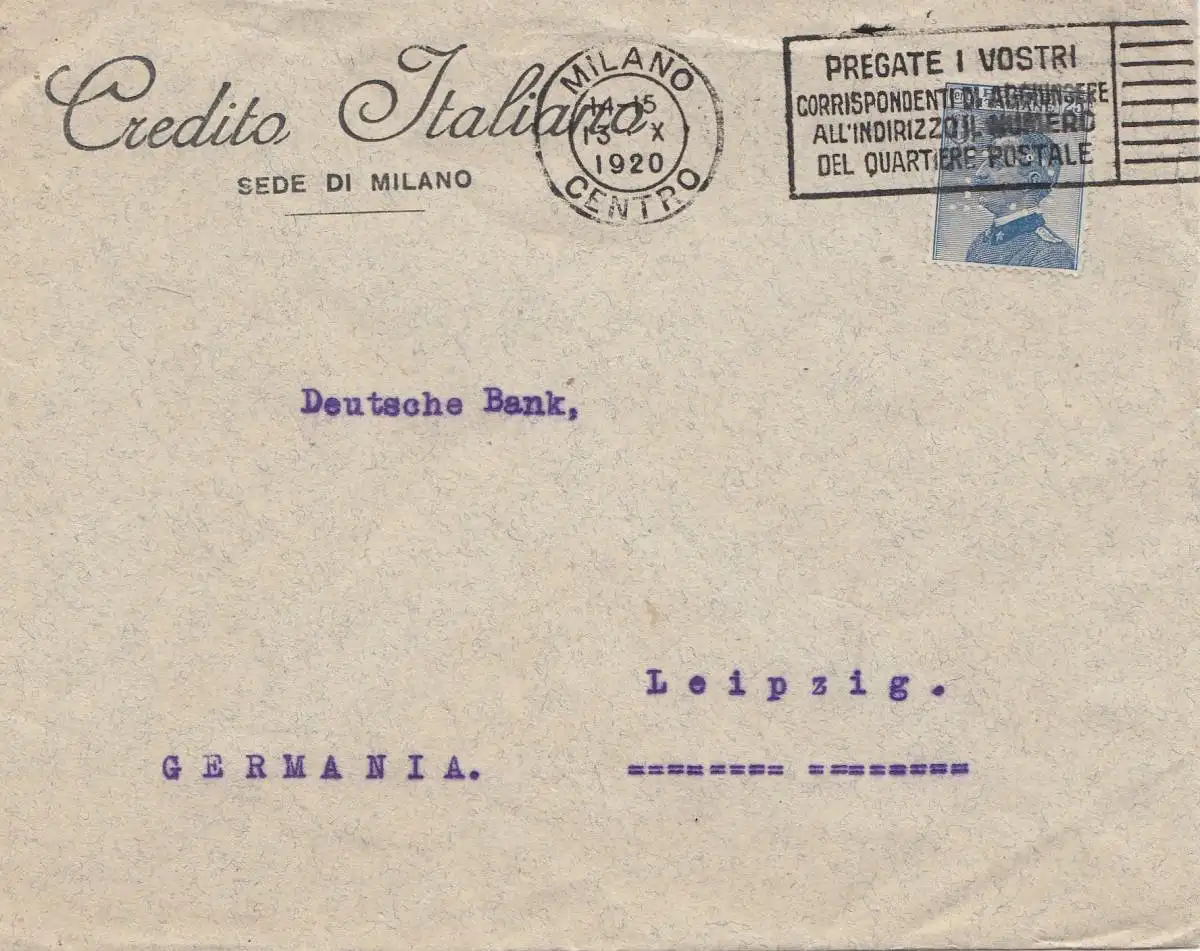 Credito Italiano
SEDE DI MILANO
MILANO
14-15
13 X
1920
CENTRO
PREGATE I VOSTRI
CORRISPONDENTI DI AGGIUNGERE
ALL'INDIRIZZO IL NUMERO
DEL QUARTIERE POSTALE
Deutsche Bank,
Leipzig.
GERMANIA.